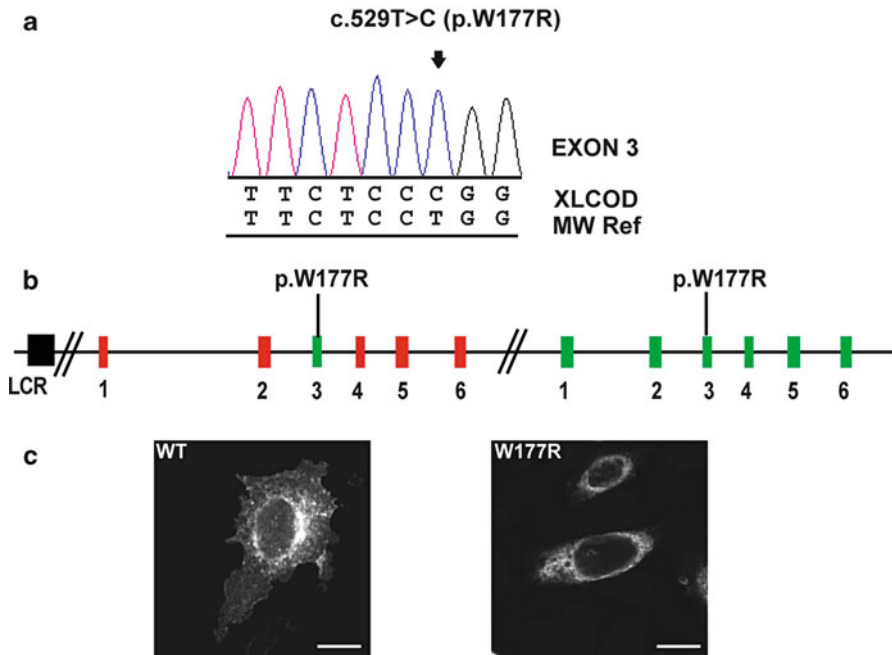 a
c.529T>C (p.W177R)
EXON 3
T T C T C C C G G XLCOD
T T C T C C T G G MW Ref
b
p.W177R p.W177R
LCR 1 2 3 4 5 6 1 2 3 4 5 6
c
WT W177R